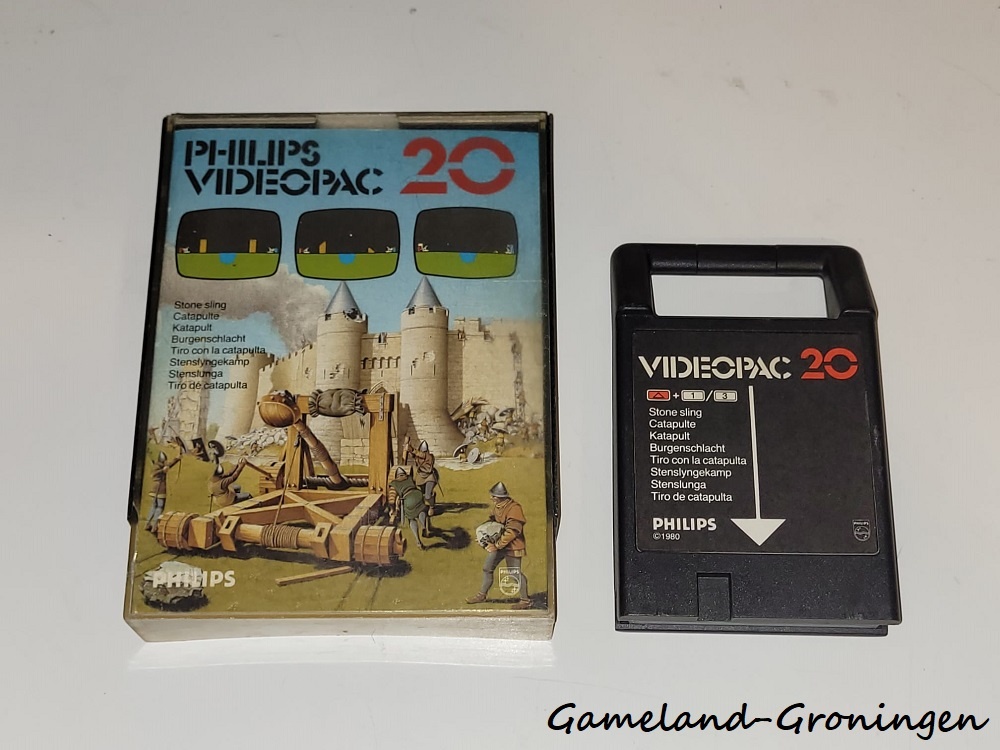 PHILIPS
VIDEOPAC 20
Stone sling
Catapulte
Katapult
Burgenschlacht
Tiro con la catapulta
Stenslyngekamp
Stenslunga
Tiro de catapulta
PHILIPS
PHILIPS
VIDEOPAC 20
+ 1 / 3
Stone sling
Catapulte
Katapult
Burgenschlacht
Tiro con la catapulta
Stenslyngekamp
Stenslunga
Tiro de catapulta
PHILIPS
©1980
PHILIPS
Gameland-Groningen